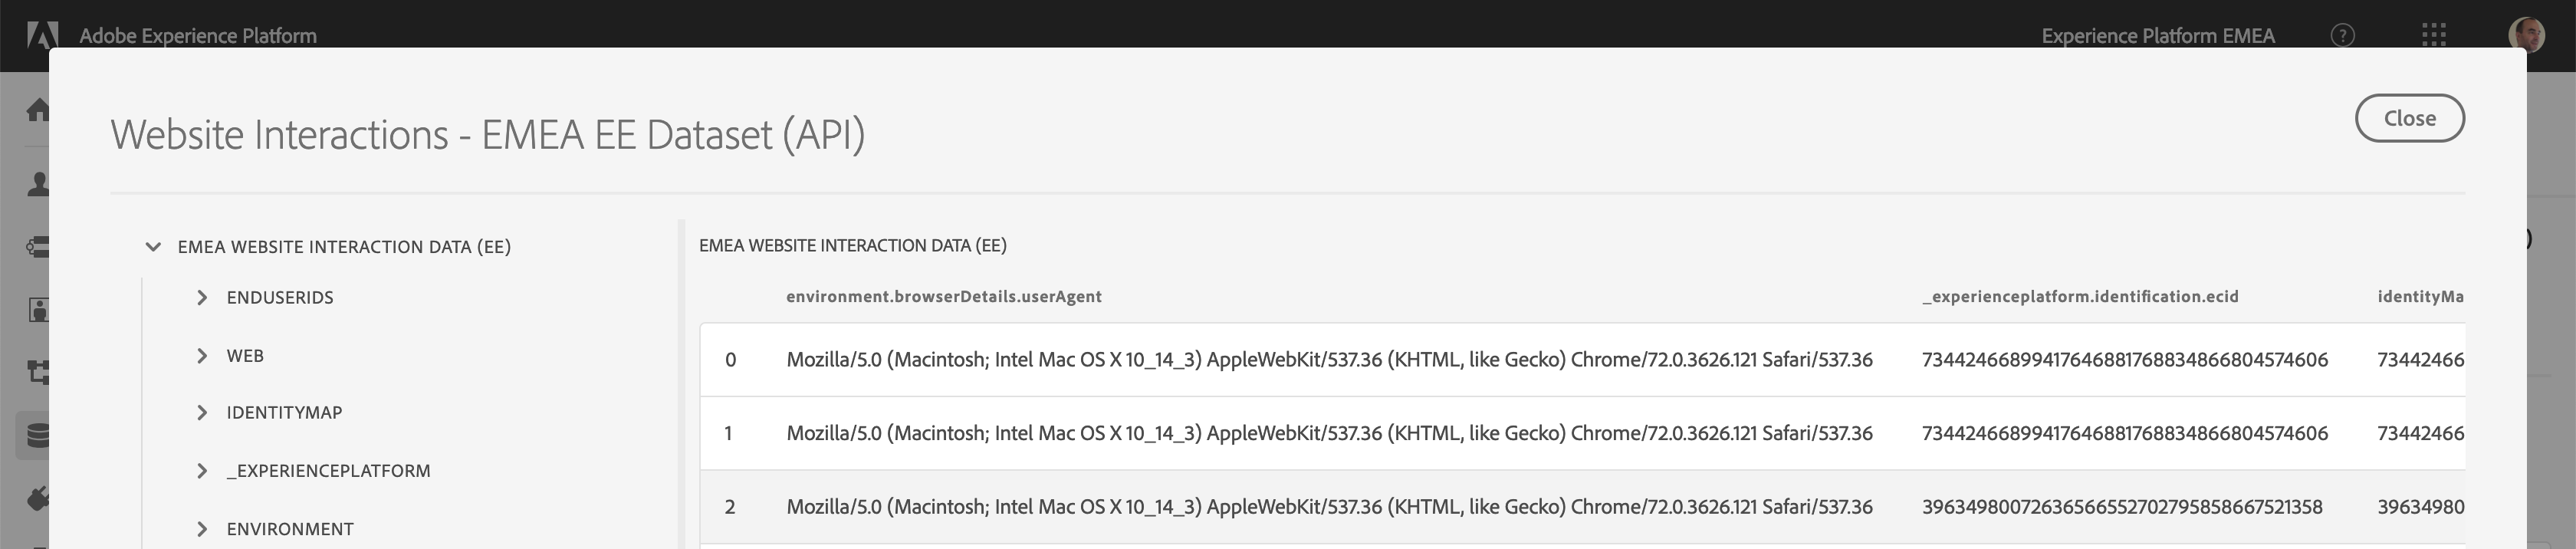 Adobe Experience Platform
Experience Platform EMEA
?
Website Interactions - EMEA EE Dataset (API)
Close
EMEA WEBSITE INTERACTION DATA (EE)
ENDUSERIDS
WEB
IDENTITYMAP
_EXPERIENCEPLATFORM
ENVIRONMENT
EMEA WEBSITE INTERACTION DATA (EE)
environment.browserDetails.userAgent _experienceplatform.identification.ecid identityMa
0 Mozilla/5.0 (Macintosh; Intel Mac OS X 10_14_3) AppleWebKit/537.36 (KHTML, like Gecko) Chrome/72.0.3626.121 Safari/537.36 73442466899417646881768834866804574606 73442466
1 Mozilla/5.0 (Macintosh; Intel Mac OS X 10_14_3) AppleWebKit/537.36 (KHTML, like Gecko) Chrome/72.0.3626.121 Safari/537.36 73442466899417646881768834866804574606 73442466
2 Mozilla/5.0 (Macintosh; Intel Mac OS X 10_14_3) AppleWebKit/537.36 (KHTML, like Gecko) Chrome/72.0.3626.121 Safari/537.36 39634980072636566552702795858667521358 39634980